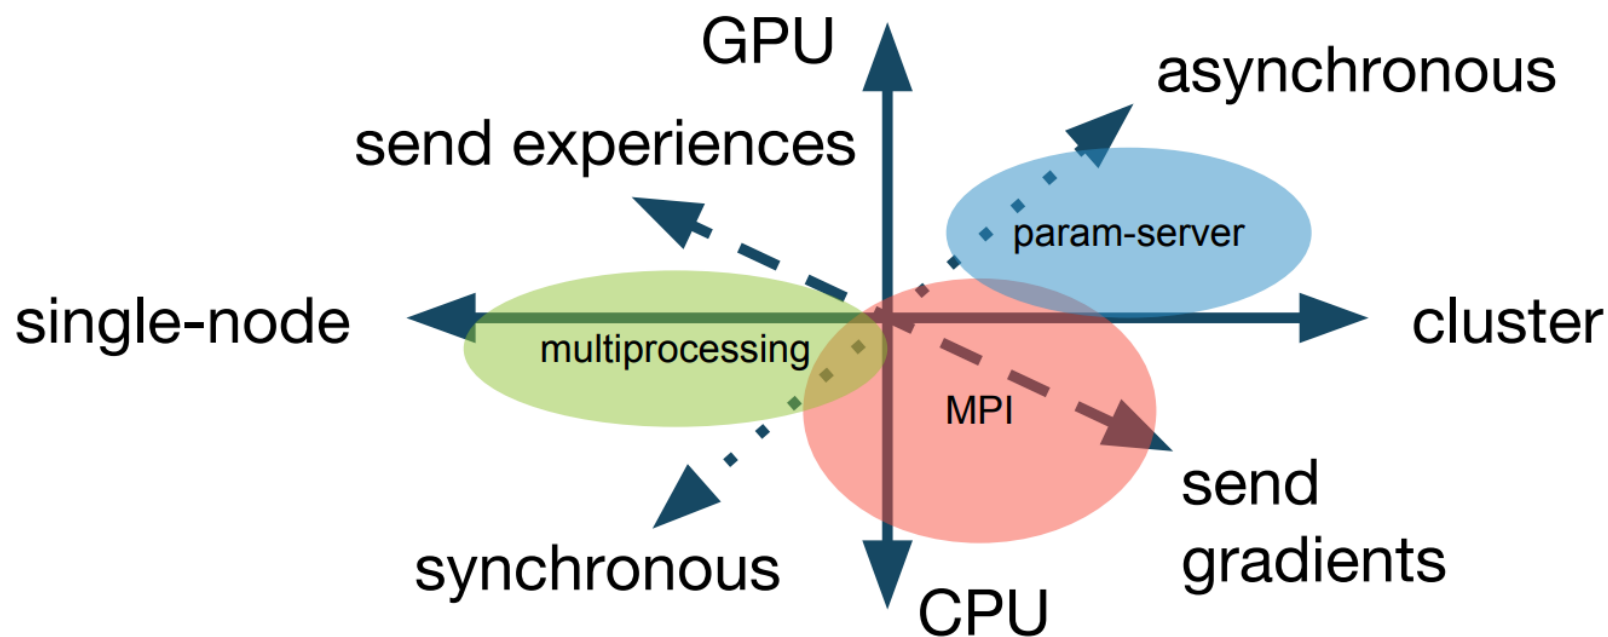 GPU
asynchronous
send experiences
param-server
single-node
cluster
multiprocessing
MPI
send
gradients
synchronous
CPU